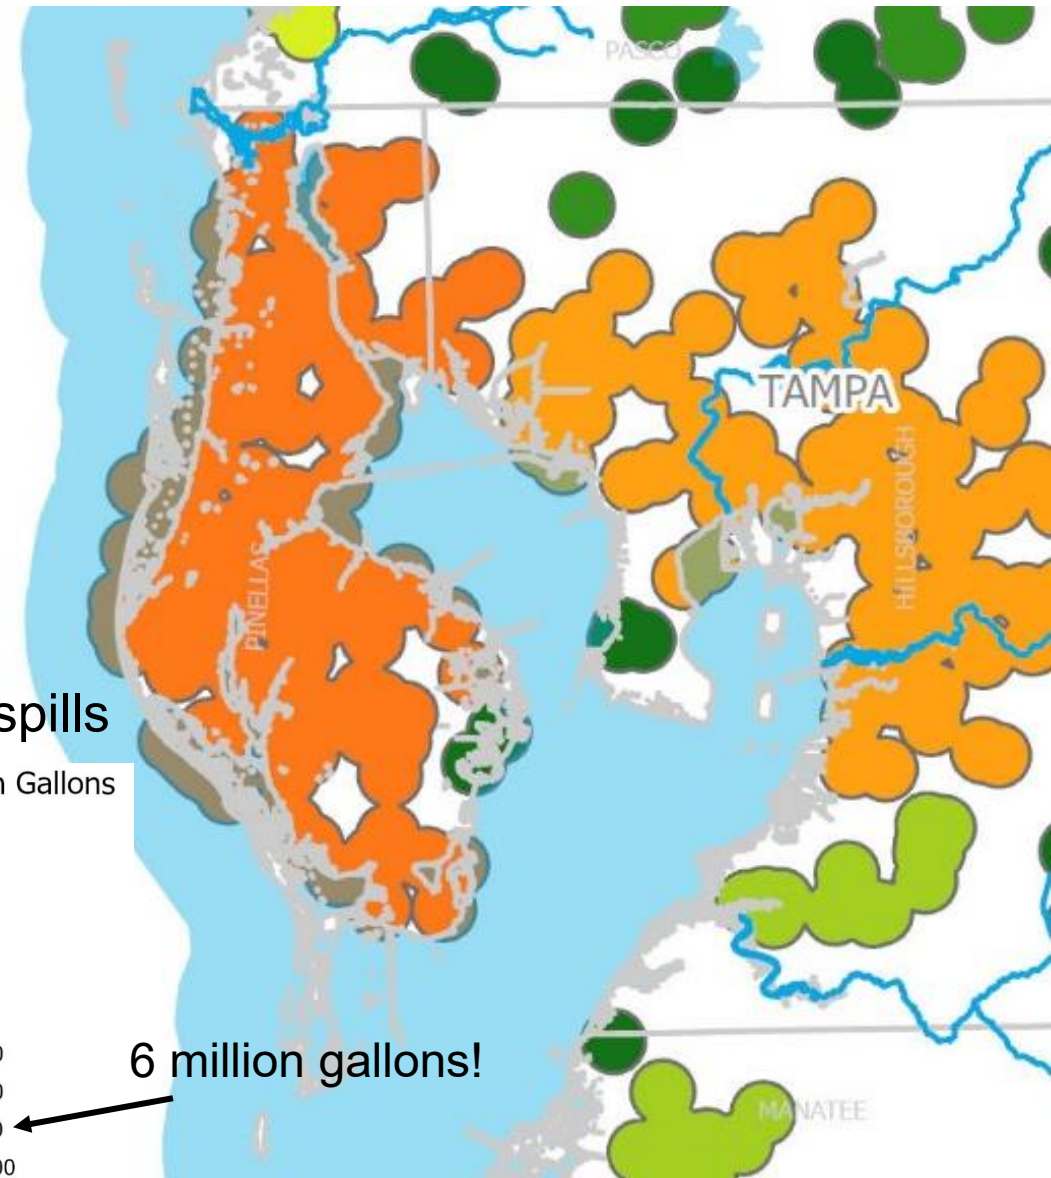 PASCO
TAMPA
HILLSBOROUGH
PINELLAS
spills
Gallons
6 million gallons!
MANATEE